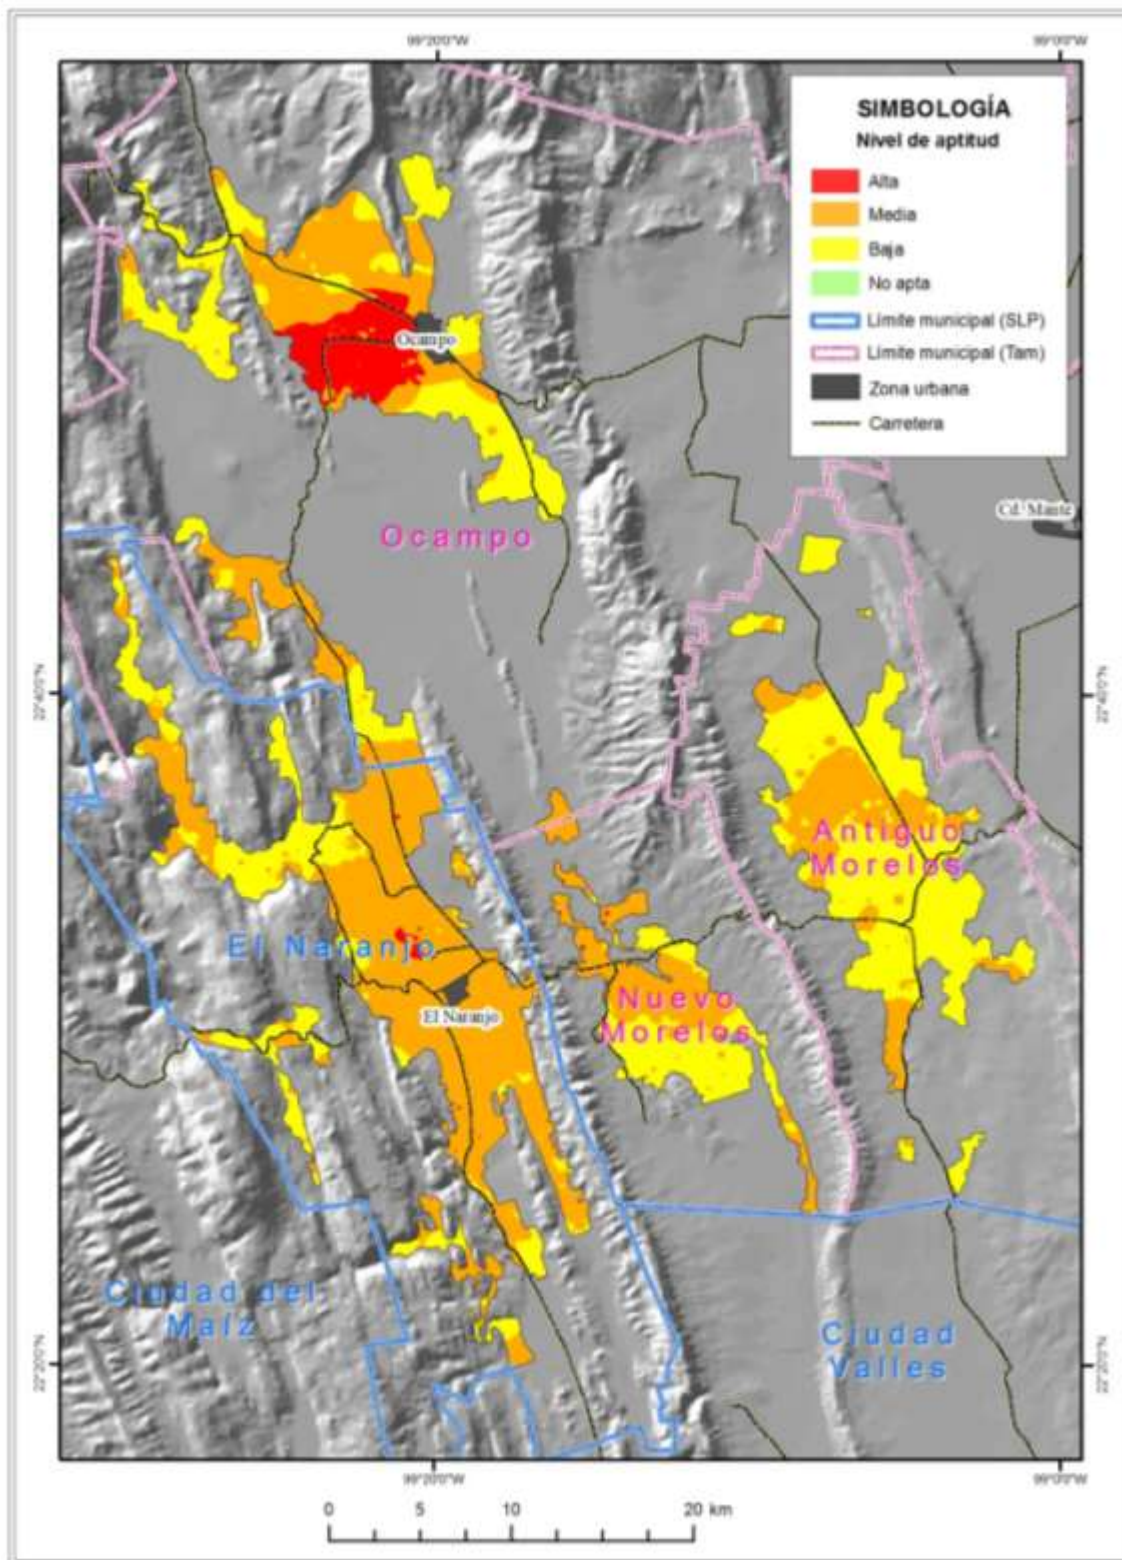 99°20'0"W
99°0'0"W
SIMBOLOGÍA
Nivel de aptitud
Alta
Media
Baja
No apta
Límite municipal (SLP)
Límite municipal (Tam)
Zona urbana
Carretera
Ocampo
Cd. Mante
Ocampo
22°40'0"N
22°40'0"N
Antiguo
Morelos
El Naranjo
Nuevo
Morelos
El Naranjo
Ciudad del
Maíz
Ciudad
Valles
22°20'0"N
22°20'0"N
99°20'0"W
99°0'0"W
0 5 10 20 km